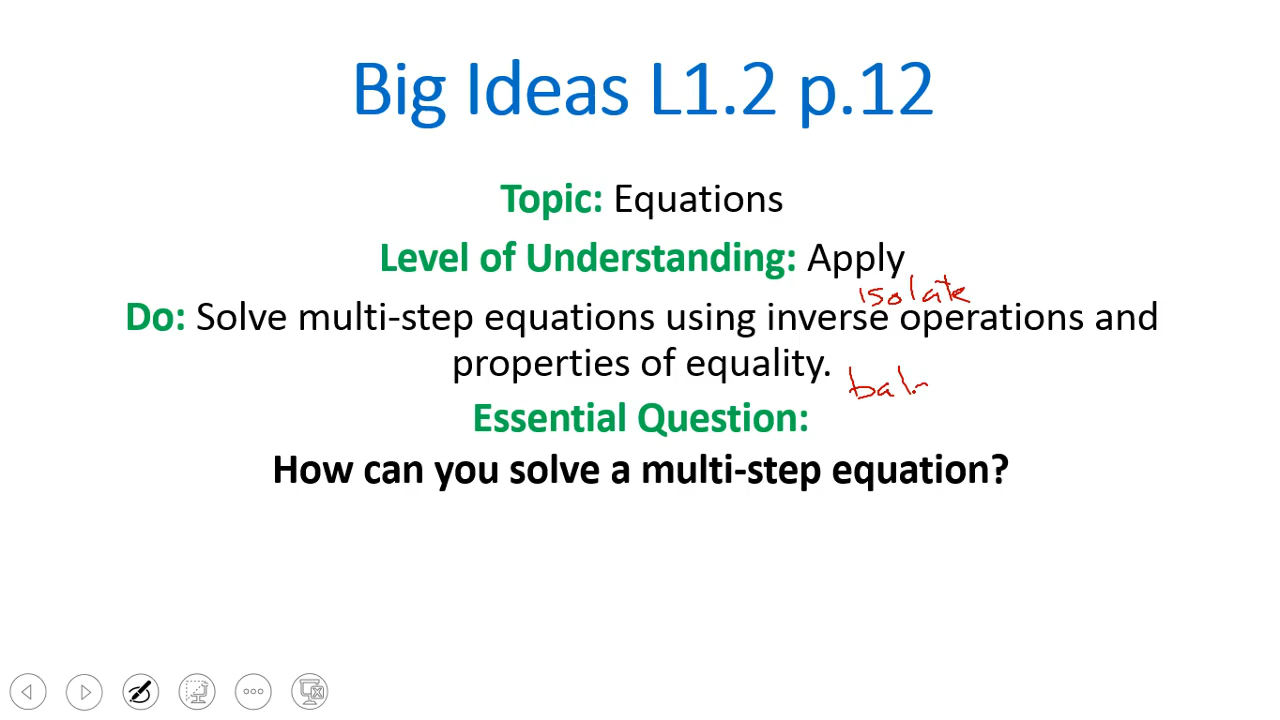 Big Ideas L1.2 p.12
Topic: Equations
Level of Understanding: Apply
isolate
Do: Solve multi-step equations using inverse operations and
properties of equality.
bal
Essential Question:
How can you solve a multi-step equation?